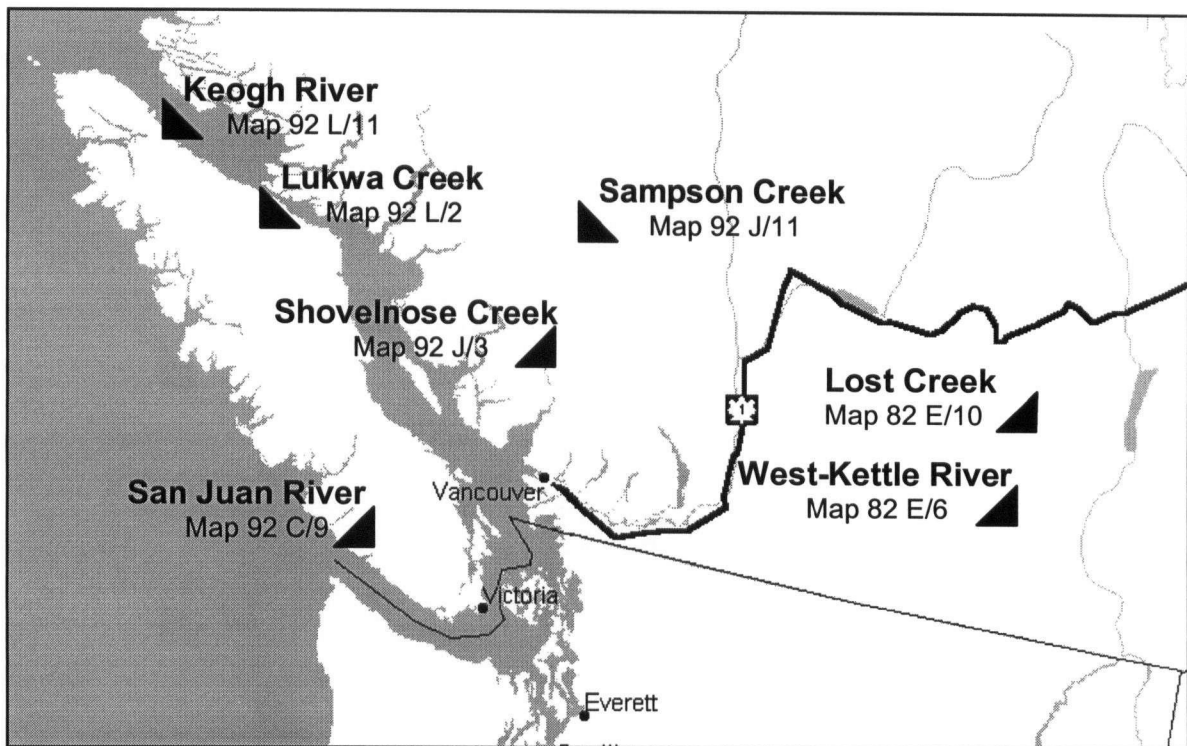 Keogh River
Map 92 L/11
Lukwa Creek
Map 92 L/2
Sampson Creek
Map 92 J/11
Shovelnose Creek
Map 92 J/3
Lost Creek
Map 82 E/10
1
West-Kettle River
Map 82 E/6
San Juan River
Map 92 C/9
Vancouver
Victoria
Everett